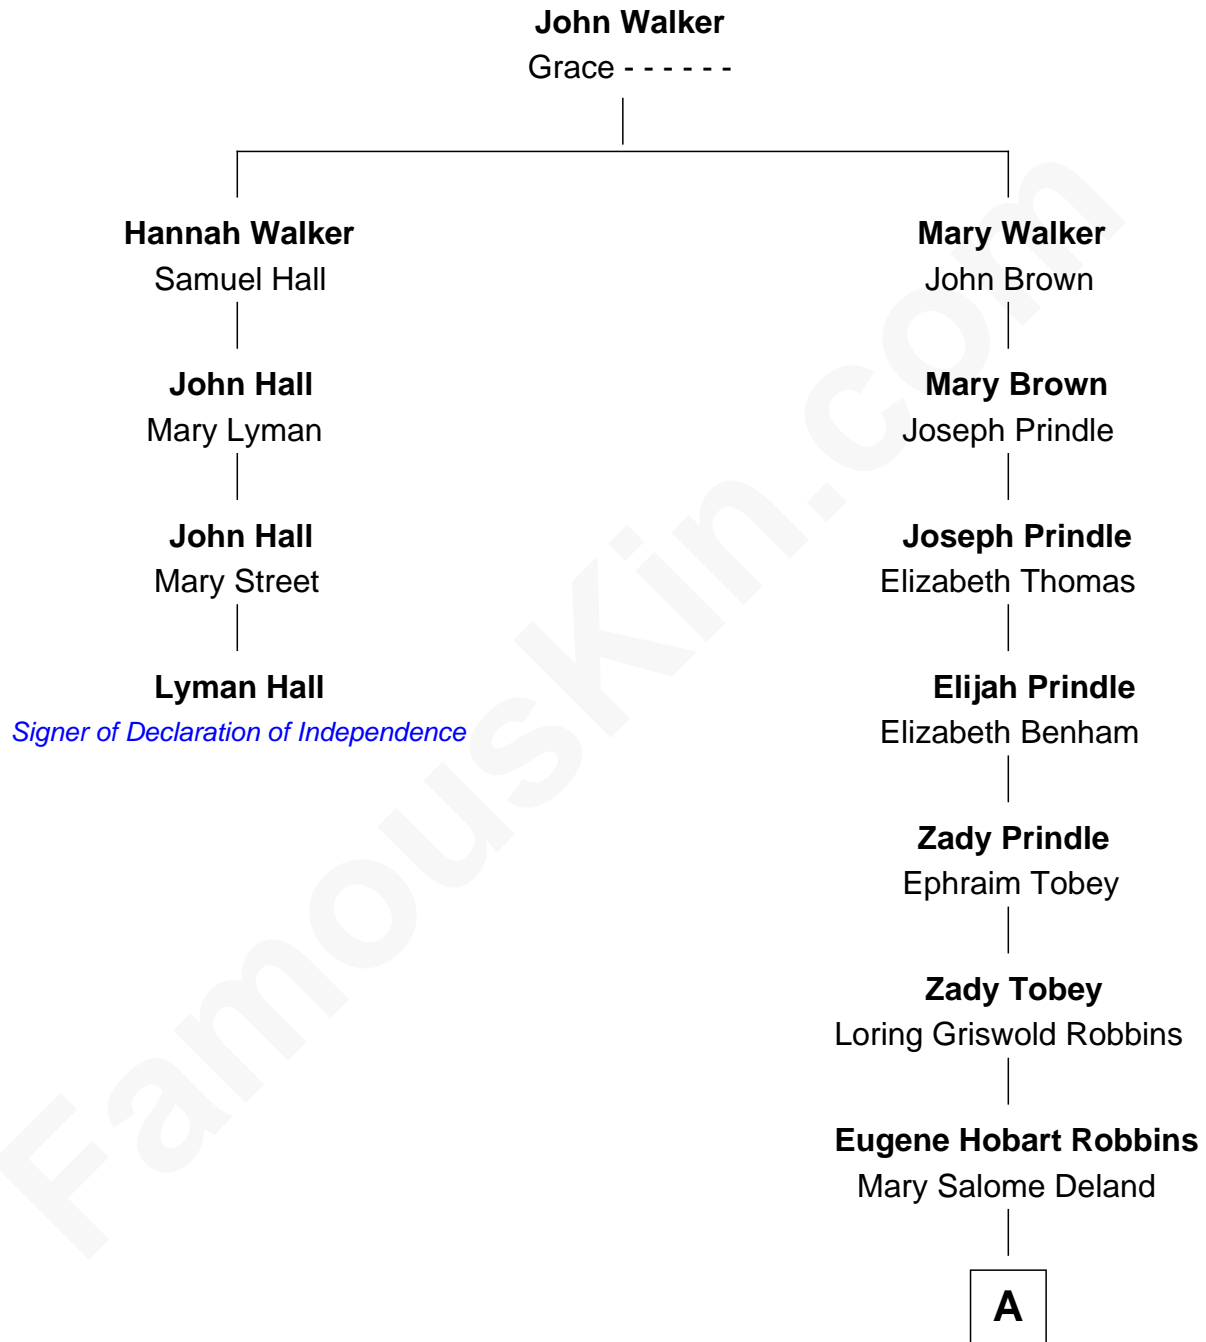 John Walker
Grace - - - - - -
Hannah Walker
Samuel Hall
John Hall
Mary Lyman
John Hall
Mary Street
Lyman Hall
Signer of Declaration of Independence
Mary Walker
John Brown
Mary Brown
Joseph Prindle
Joseph Prindle
Elizabeth Thomas
Elijah Prindle
Elizabeth Benham
Zady Prindle
Ephraim Tobey
Zady Tobey
Loring Griswold Robbins
Eugene Hobart Robbins
Mary Salome Deland
A
FamousKin.com